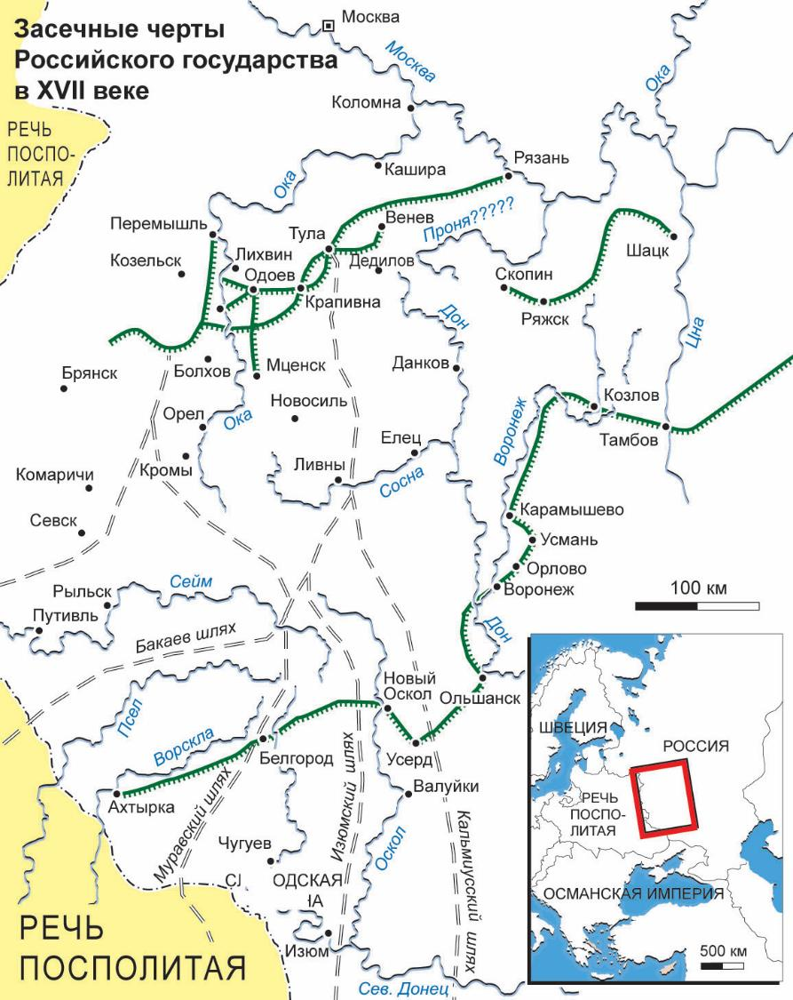 Засечные черты
Российского государства
в XVII веке
РЕЧЬ
ПОСПО-
ЛИТАЯ
Москва
Москва
Ока
Коломна
Кашира
Рязань
Ока
Проня?????
Перемышль
Тула
Венев
Шацк
Козельск
Лихвин
Одоев
Дедилов
Скопин
Крапивна
Ряжск
Дон
Цна
Брянск
Болхов
Мценск
Данков
Козлов
Новосиль
Орел
Ока
Воронеж
Тамбов
Елец
Кромы
Ливны
Сосна
Комаричи
Карамышево
Севск
Усмань
Орлово
Воронеж
Сейм
Рыльск
Путивль
100 км
Бакаев шлях
Дон
Новый
Оскол
Ольшанск
Псел
Ворскла
Белгород
Усерд
Валуйки
Ахтырка
Муравский шлях
Изюмский шлях
Кальмиусский шлях
Оскол
Чугуев
ОДСКАЯ
Изюм
РЕЧЬ
ПОСПОЛИТАЯ
Сев. Донец
ШВЕЦИЯ
РОССИЯ
РЕЧЬ
ПОСПО-
ЛИТАЯ
ОСМАНСКАЯ ИМПЕРИЯ
500 км